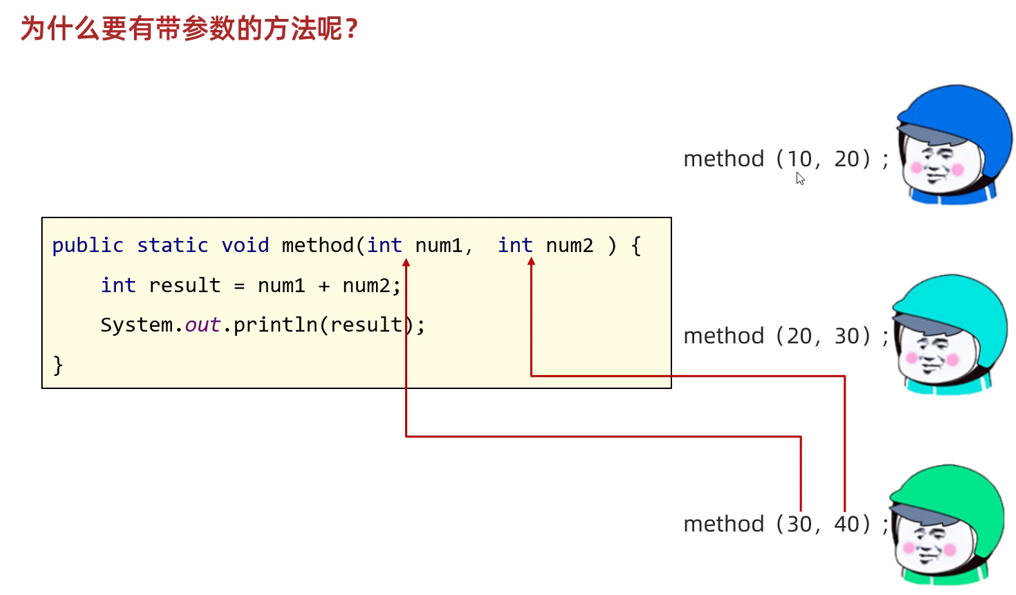 为什么要有带参数的方法呢？
method（10，20）;
public static void method(int num1,  int num2 ) {
    int result = num1 + num2;
    System.out.println(result);
}
method（20，30）;
method（30，40）;